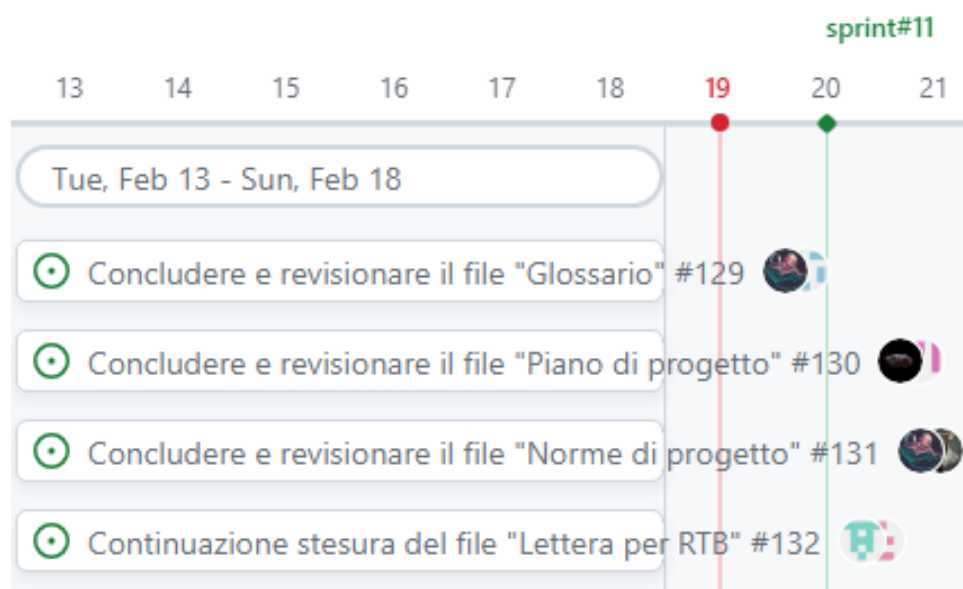 sprint#11
13 14 15 16 17 18 19 20 21
Tue, Feb 13 - Sun, Feb 18
Concludere e revisionare il file "Glossario" #129
Concludere e revisionare il file "Piano di progetto" #130
Concludere e revisionare il file "Norme di progetto" #131
Continuazione stesura del file "Lettera per RTB" #132